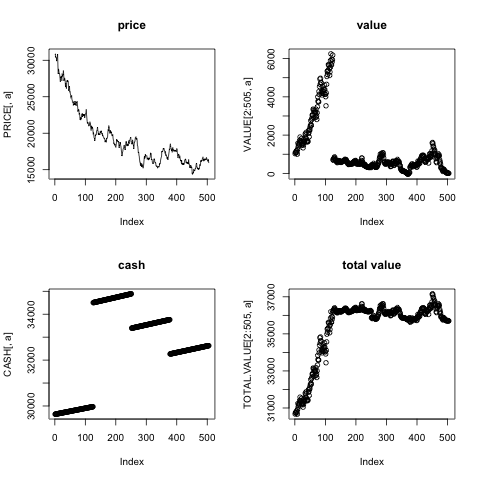 price
PRICE[, a]
15000 20000 25000 30000
0 100 200 300 400 500
Index
value
VALUE[2:505, a]
0 2000 4000 6000
0 100 200 300 400 500
Index
cash
CASH[, a]
30000 32000 34000
0 100 200 300 400 500
Index
total value
TOTAL.VALUE[2:505, a]
31000 33000 35000 37000
0 100 200 300 400 500
Index